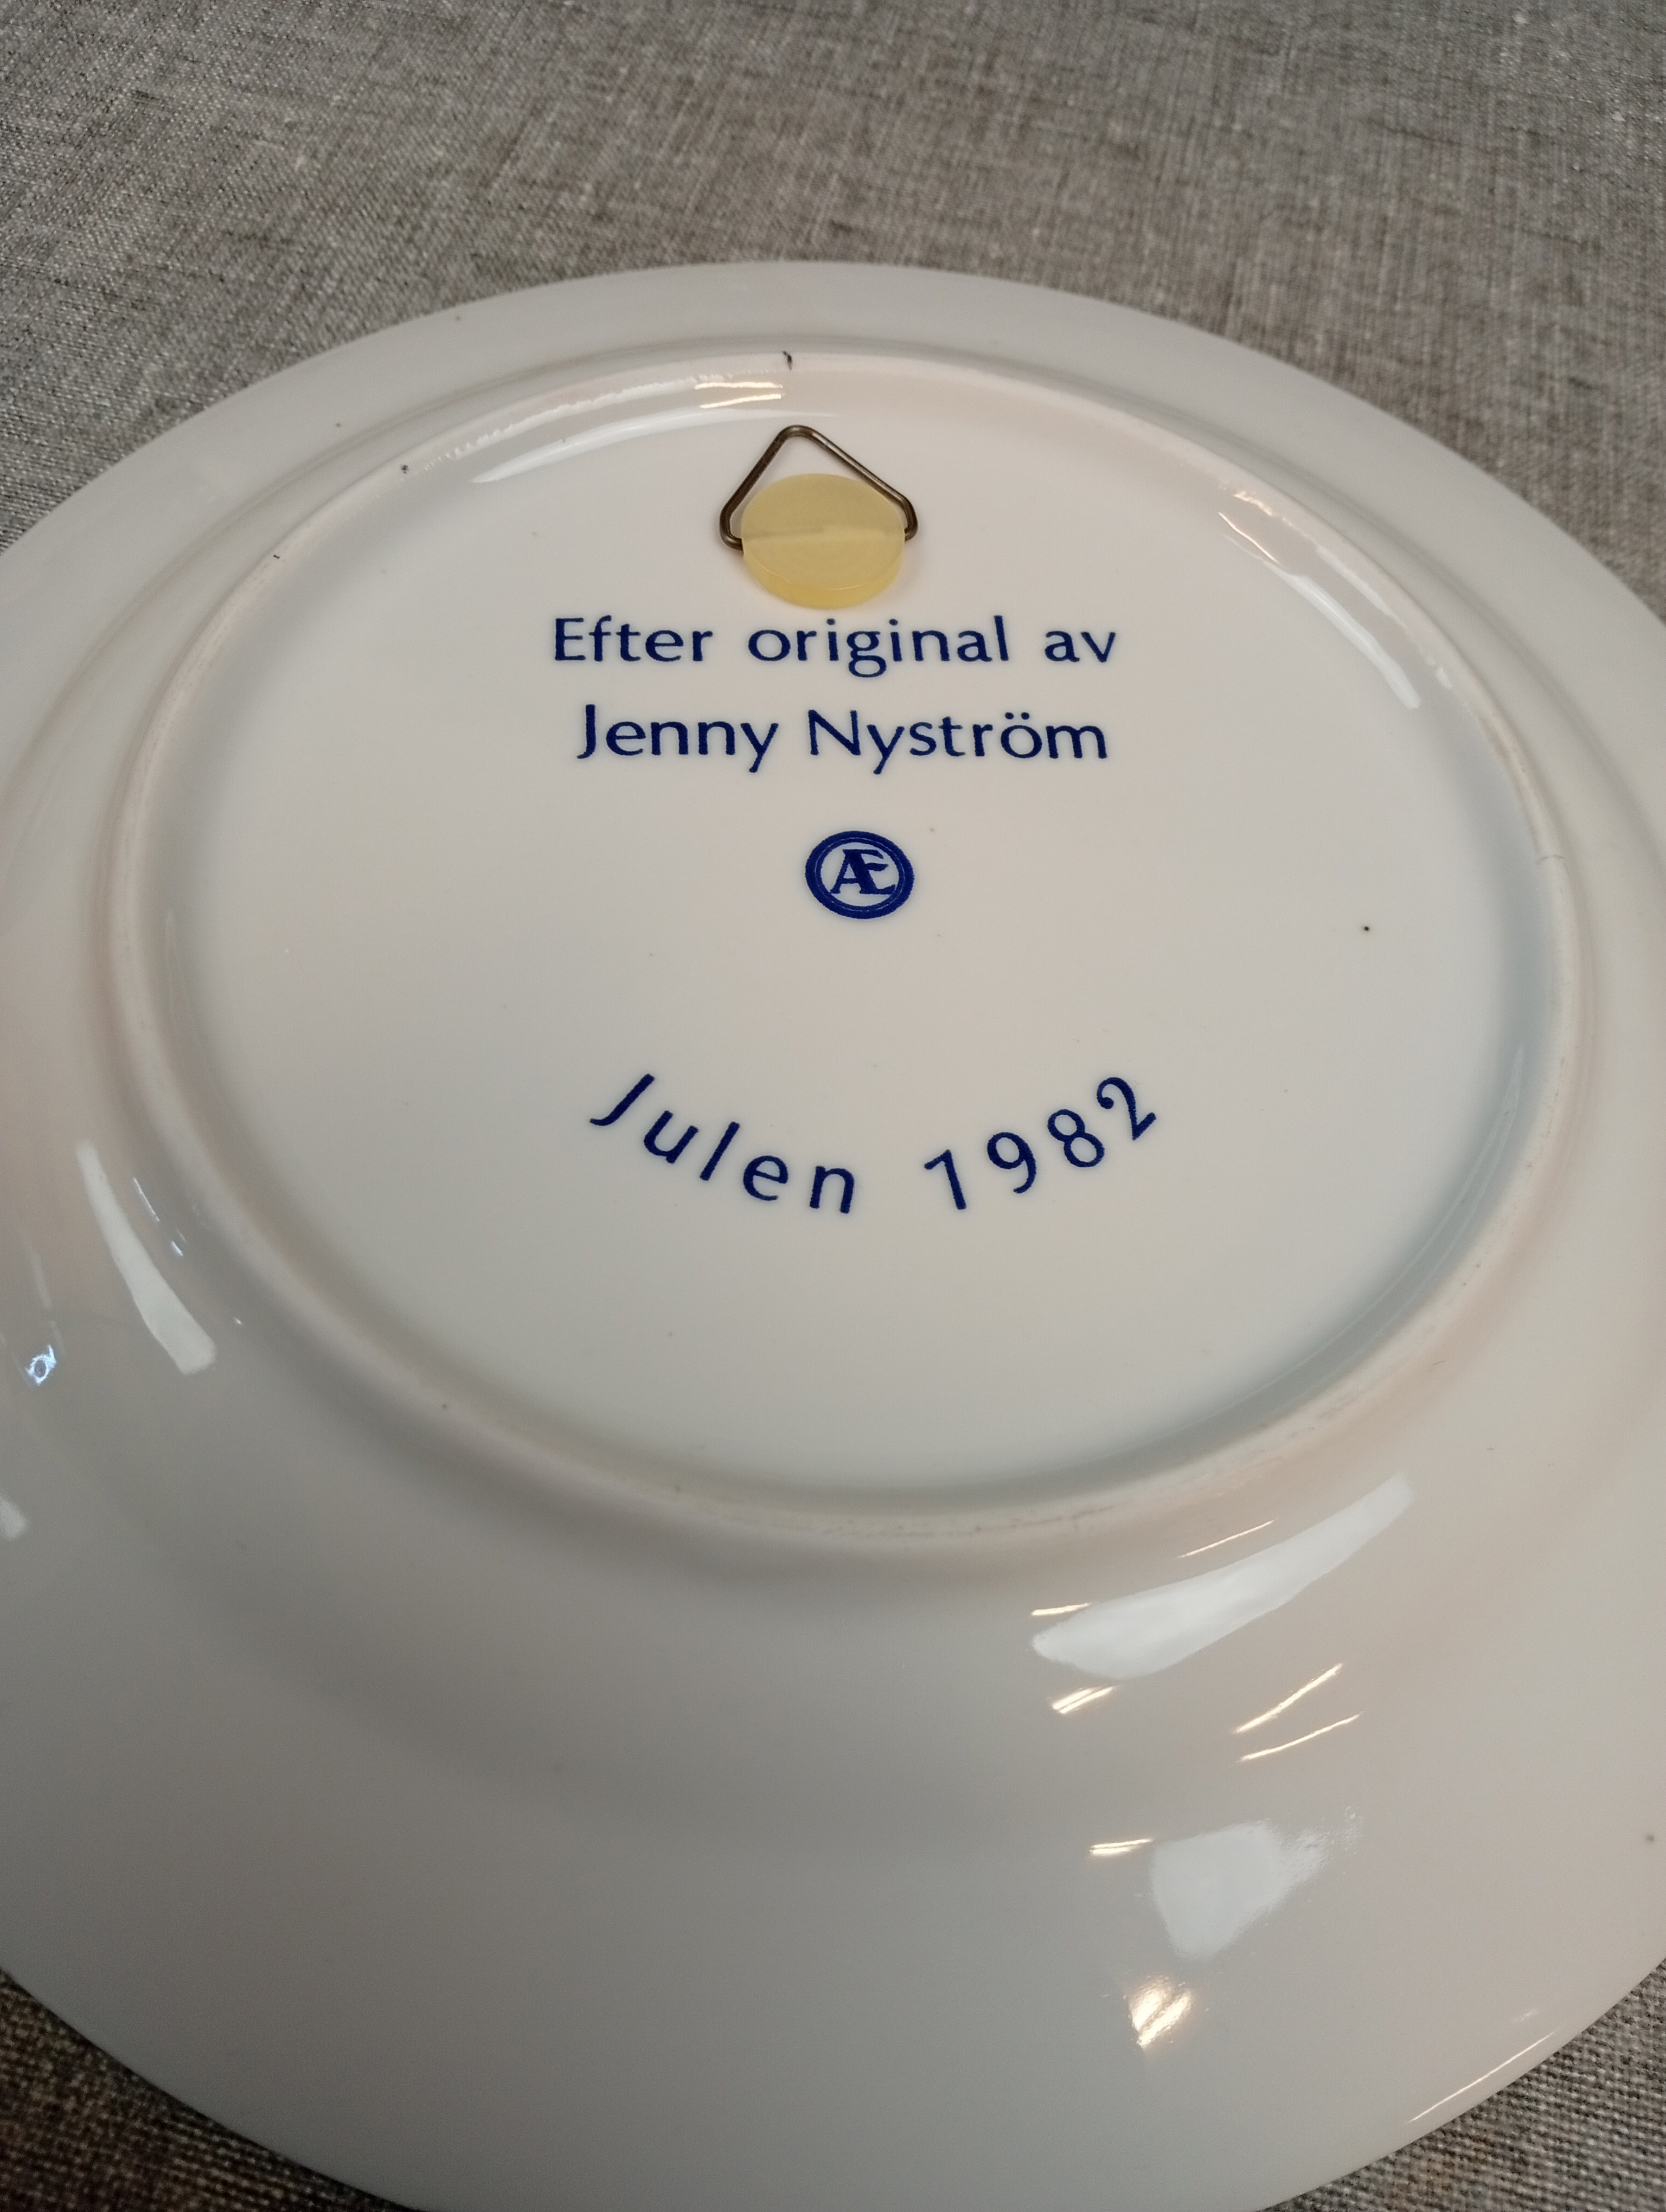 Efter original av
Jenny Nyström
Æ
Julen 1982